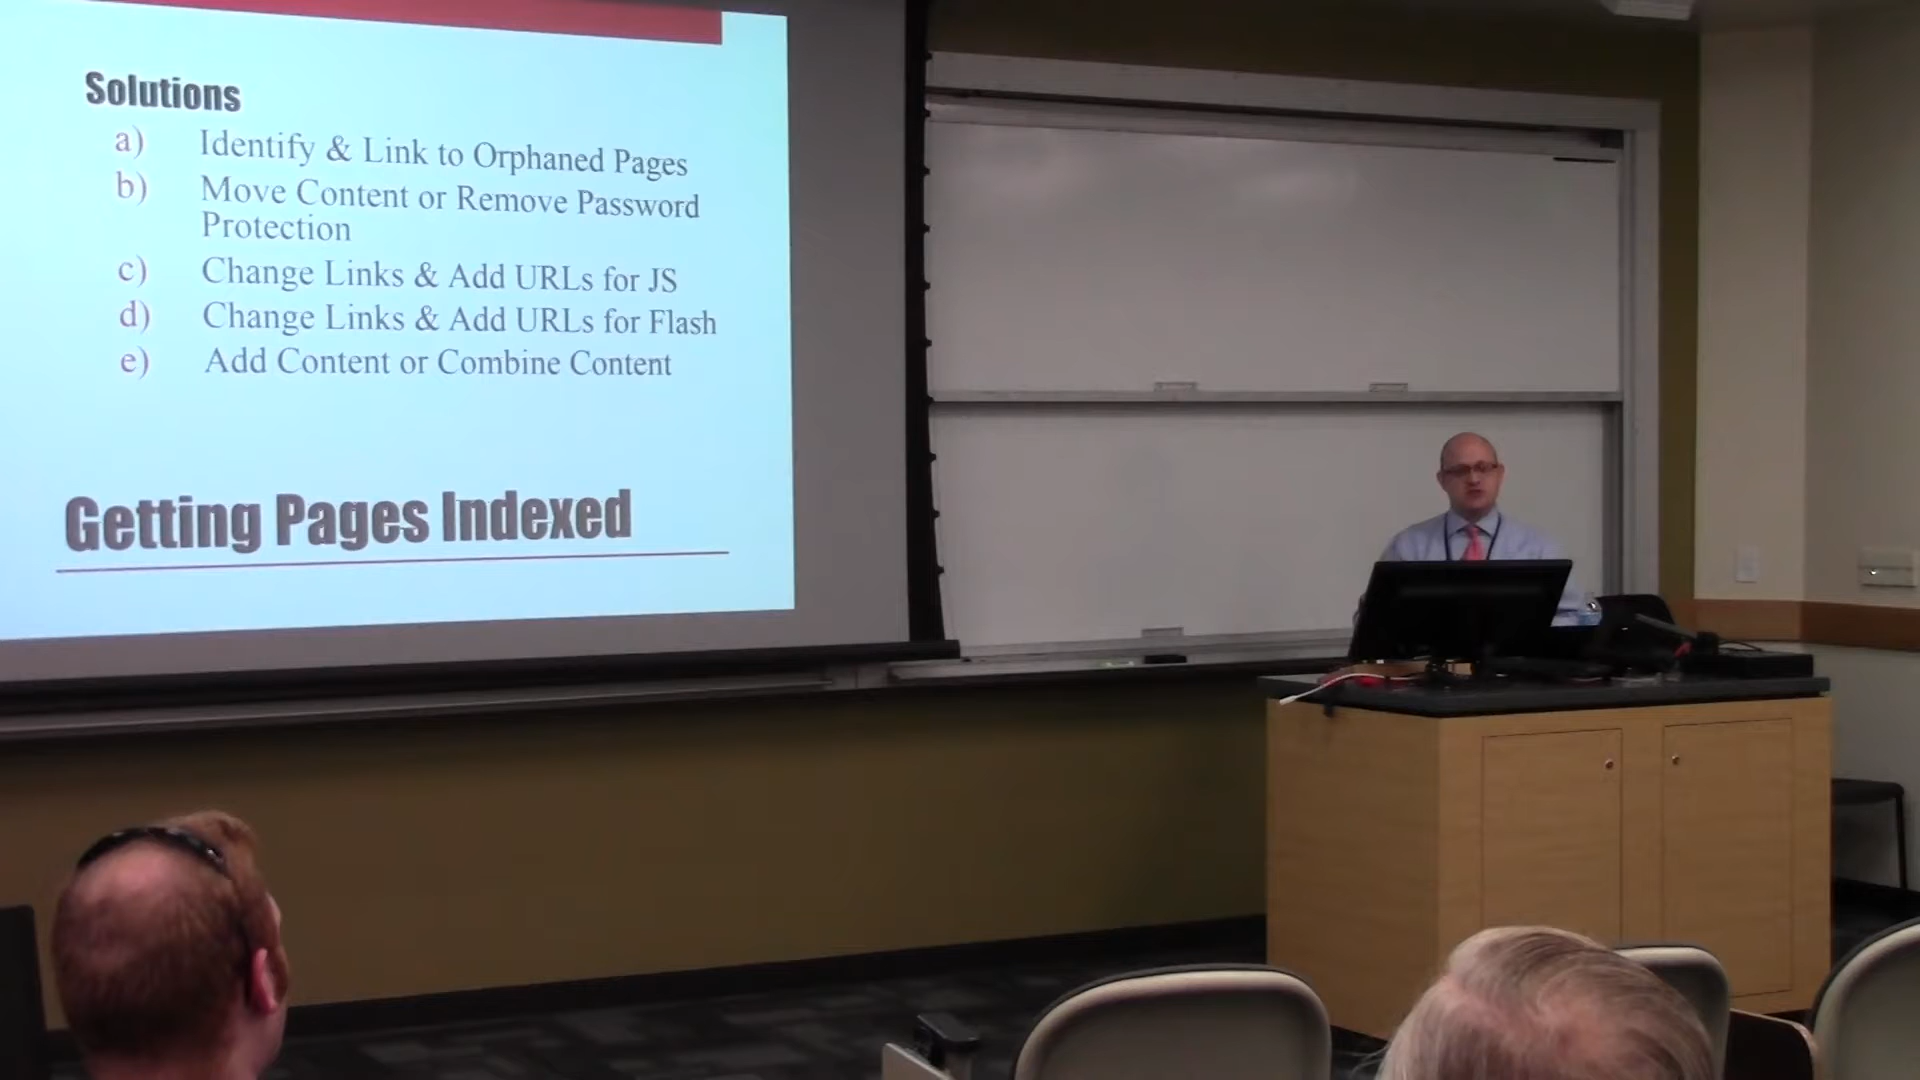 Solutions
a) Identify & Link to Orphaned Pages
b) Move Content or Remove Password
Protection
c) Change Links & Add URLs for JS
d) Change Links & Add URLs for Flash
e) Add Content or Combine Content
Getting Pages Indexed